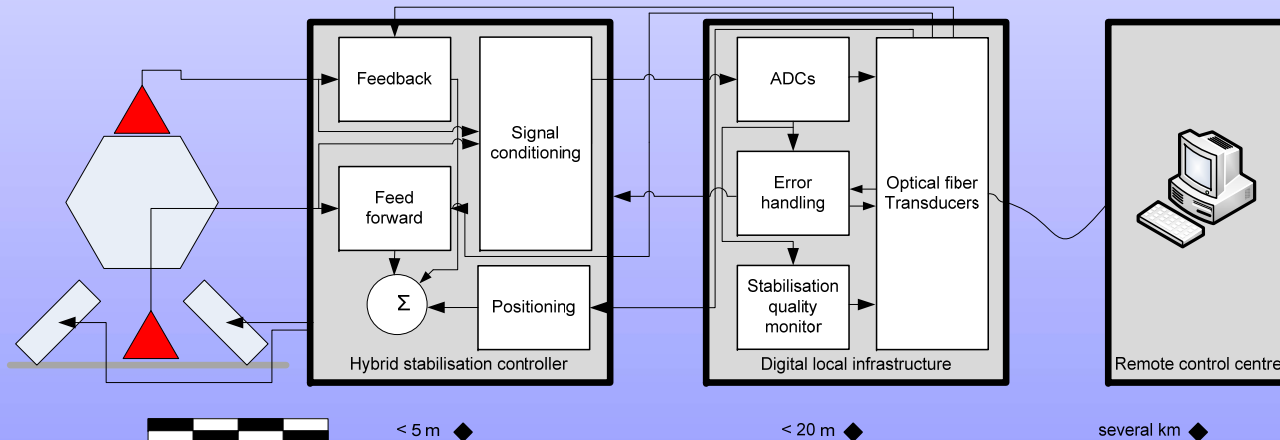 Feedback
Signal
conditioning
Feed
forward
Σ
Positioning
Hybrid stabilisation controller
ADCs
Error
handling
Stabilisation
quality
monitor
Optical fiber
Transducers
Digital local infrastructure
Remote control centre
< 5 m
< 20 m
several km